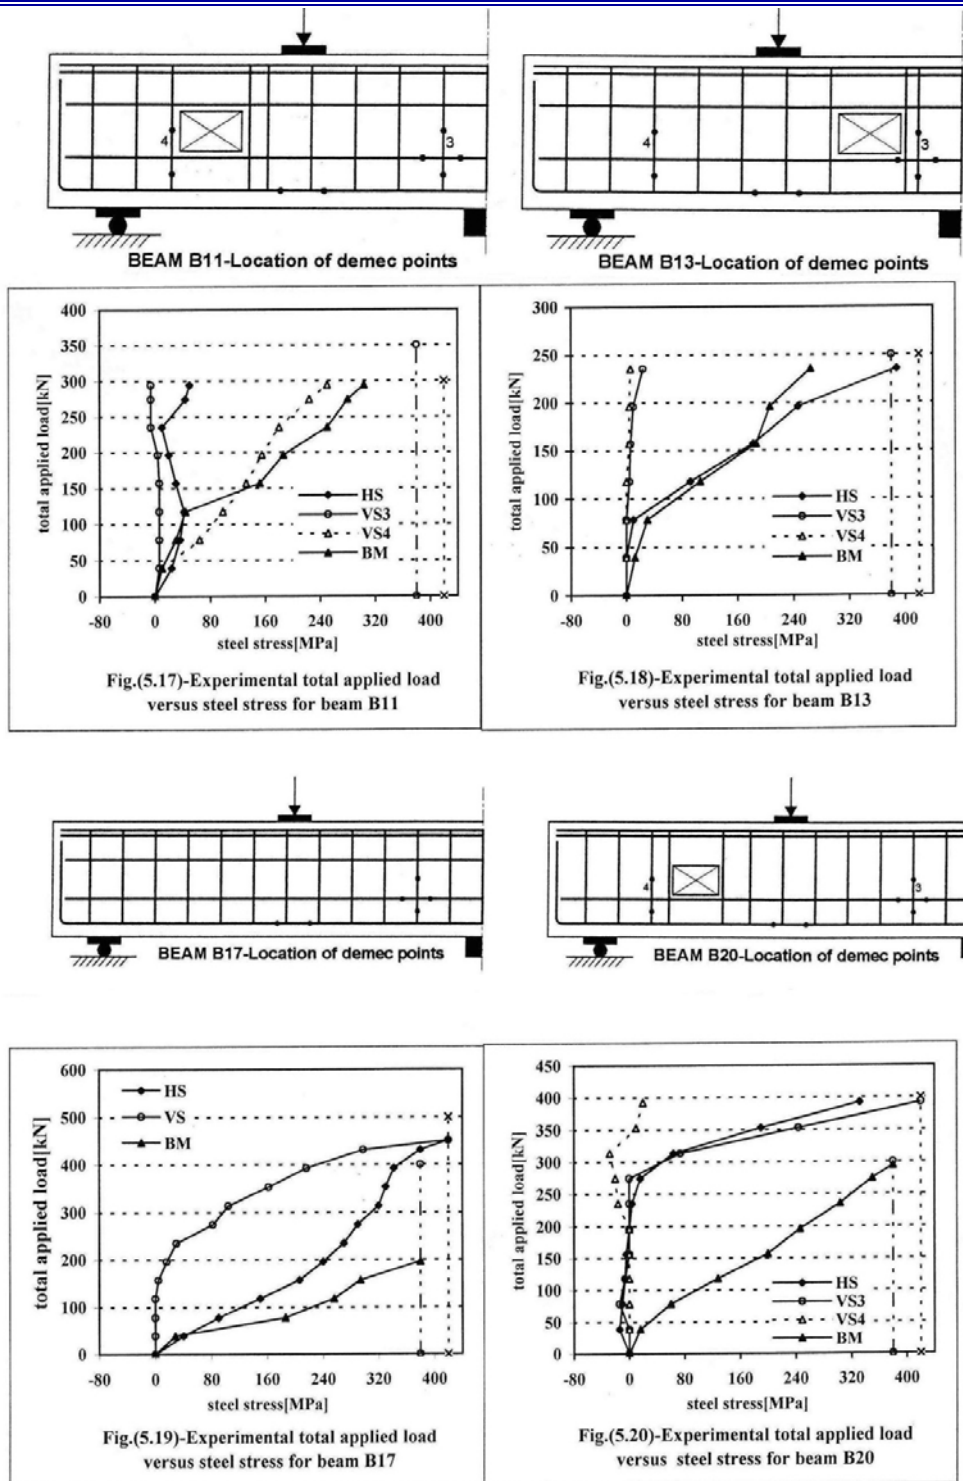 4
3
4
3
BEAM B11-Location of demec points
BEAM B13-Location of demec points
400
350
300
250
200
150
100
50
0
-80 0 80 160 240 320 400
total applied load[kN]
steel stress[MPa]
HS
VS3
VS4
BM
Fig.(5.17)-Experimental total applied load
versus steel stress for beam B11
300
250
200
150
100
50
0
-80 0 80 160 240 320 400
total applied load[kN]
steel stress[MPa]
HS
VS3
VS4
BM
Fig.(5.18)-Experimental total applied load
versus steel stress for beam B13
4
3
BEAM B17-Location of demec points
BEAM B20-Location of demec points
600
500
400
300
200
100
0
-80 0 80 160 240 320 400
total applied load[kN]
steel stress[MPa]
HS
VS
BM
Fig.(5.19)-Experimental total applied load
versus steel stress for beam B17
450
400
350
300
250
200
150
100
50
0
-80 0 80 160 240 320 400
total applied load[kN]
steel stress[MPa]
HS
VS3
VS4
BM
Fig.(5.20)-Experimental total applied load
versus steel stress for beam B20